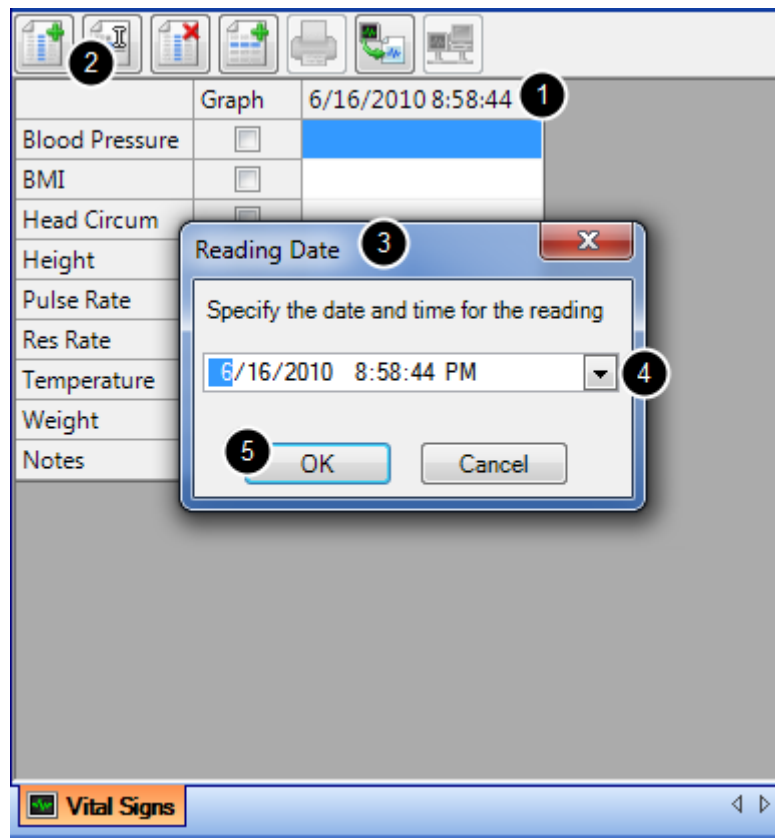 2
Graph 6/16/2010 8:58:44 1
Blood Pressure
BMI
Head Circum
Height
Reading Date 3 x
Pulse Rate
Specify the date and time for the reading
Res Rate
Temperature
6/16/2010 8:58:44 PM 4
Weight
Notes
5 OK Cancel
Vital Signs